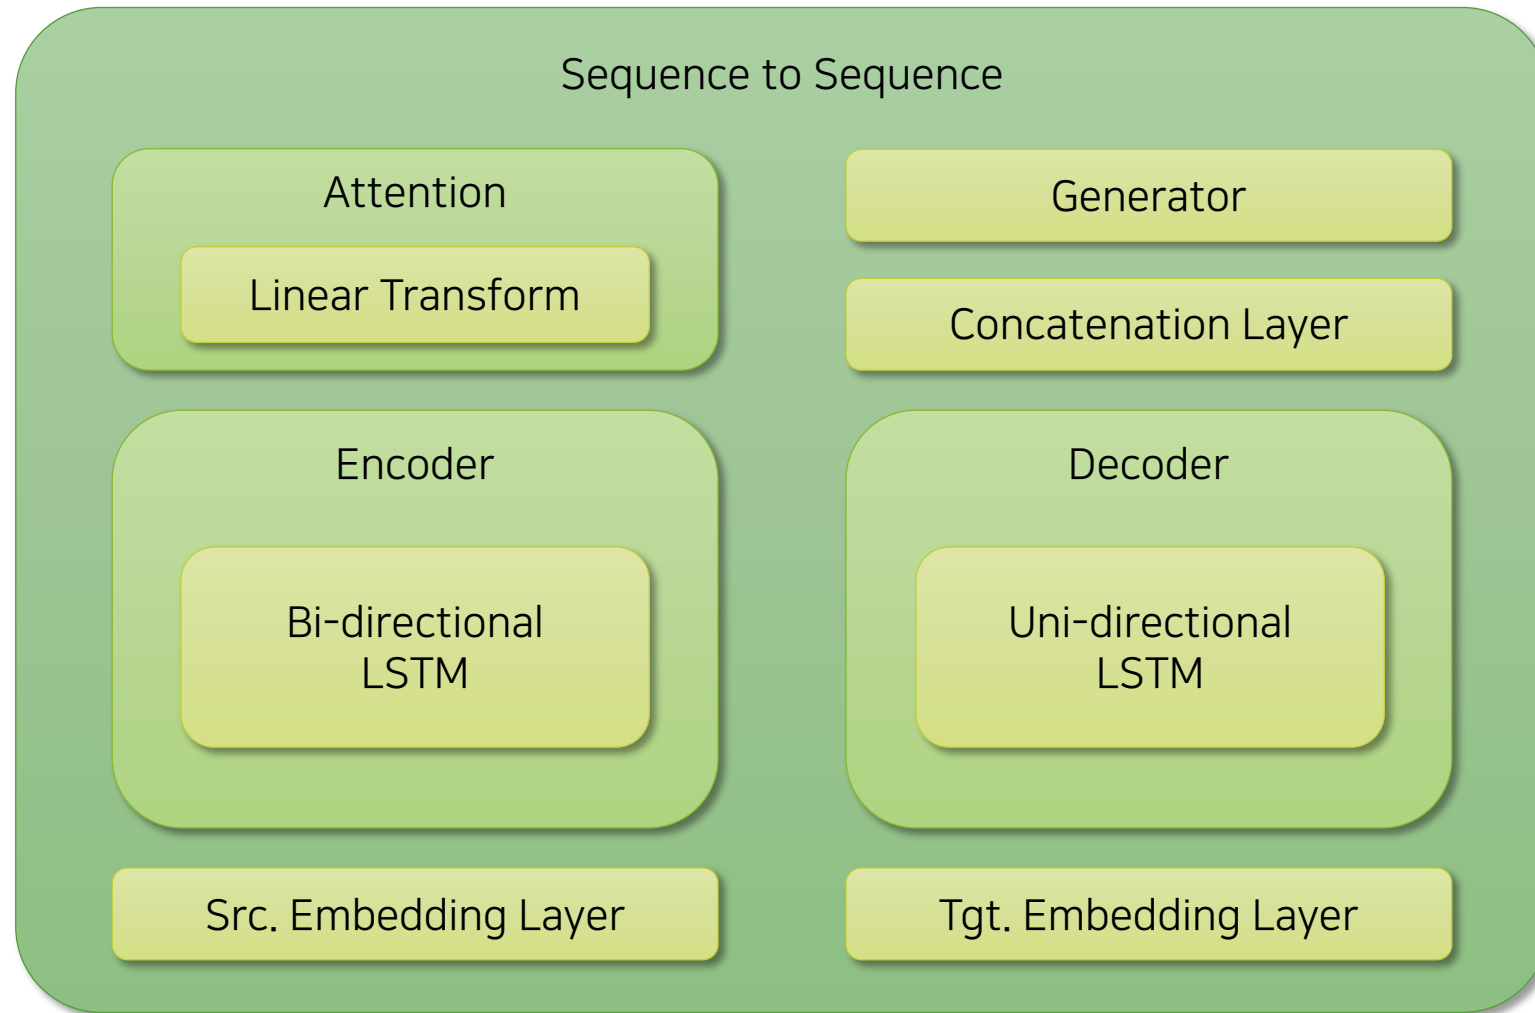 Sequence to Sequence
Attention
Linear Transform
Generator
Concatenation Layer
Encoder
Bi-directional
LSTM
Decoder
Uni-directional
LSTM
Src. Embedding Layer
Tgt. Embedding Layer